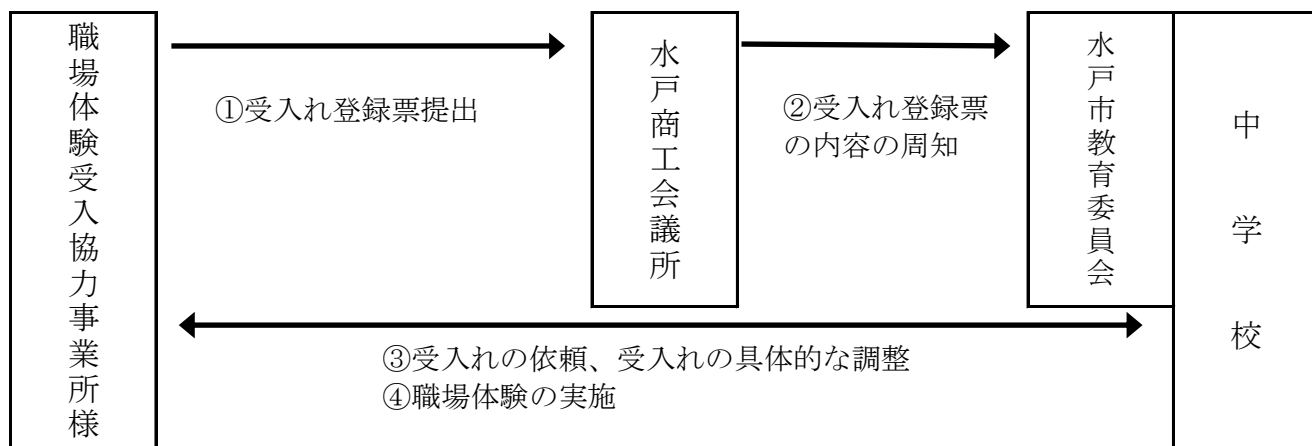 職場体験受入協力事業所様
①受入れ登録票提出
水戸商工会議所
②受入れ登録票
の内容の周知
水戸市教育委員会
中学校
③受入れの依頼、受入れの具体的な調整
④職場体験の実施